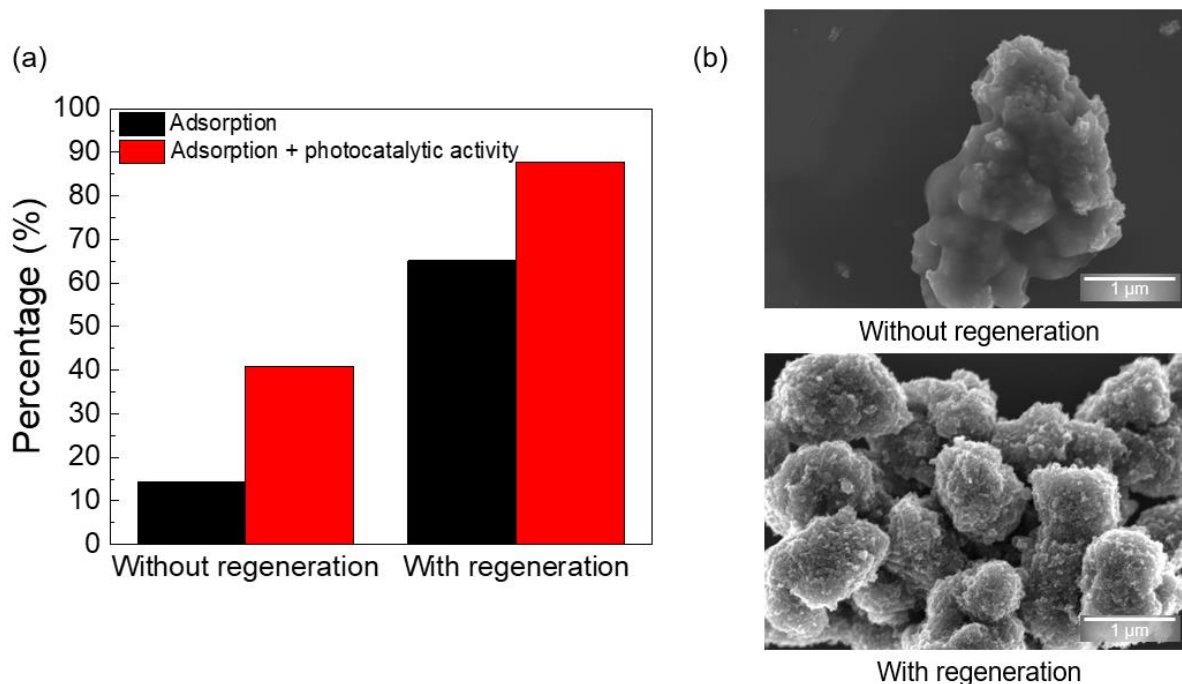 (a)
Percentage (%)
100
90
80
70
60
50
40
30
20
10
0
Adsorption
Adsorption + photocatalytic activity
Without regeneration
With regeneration
(b)
1 µm
Without regeneration
1 µm
With regeneration